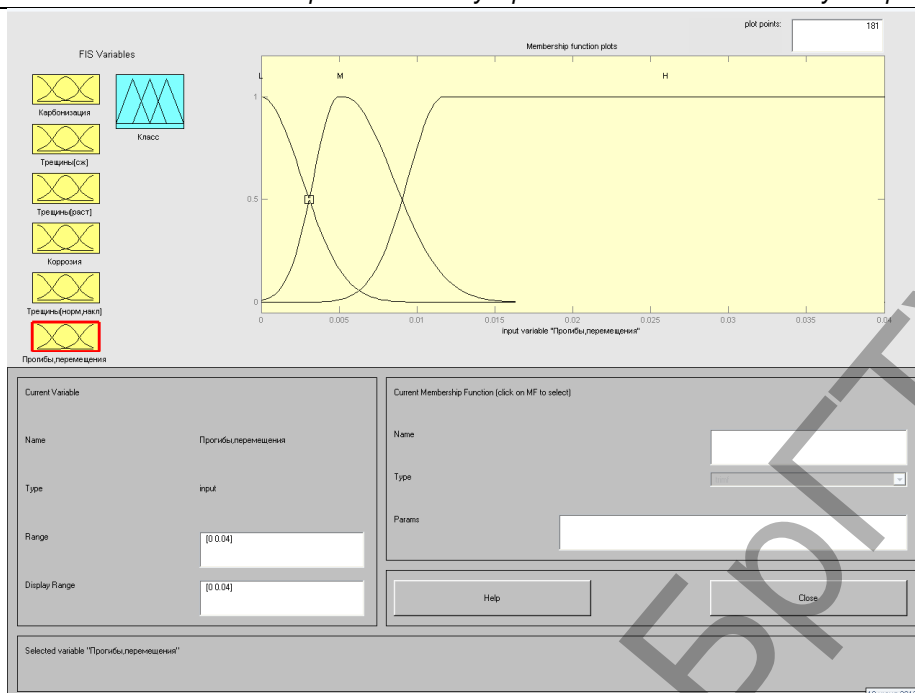 plot points:
181
FIS Variables
Membership function plots
L
M
H
Карбонизация
Класс
Трещины(сж)
Трещины(раст)
Коррозия
Трещины(норм,накл)
Прогибы,перемещения
1
0.5
0
0
0.005
0.01
0.015
0.02
0.025
0.03
0.035
0.04
input variable "Прогибы,перемещения"
Current Variable
Name
Прогибы,перемещения
Type
input
Range
[0 0.04]
Display Range
[0 0.04]
Current Membership Function (click on MF to select)
Name
Type
Params
Help
Close
Selected variable "Прогибы,перемещения"
БрГТ